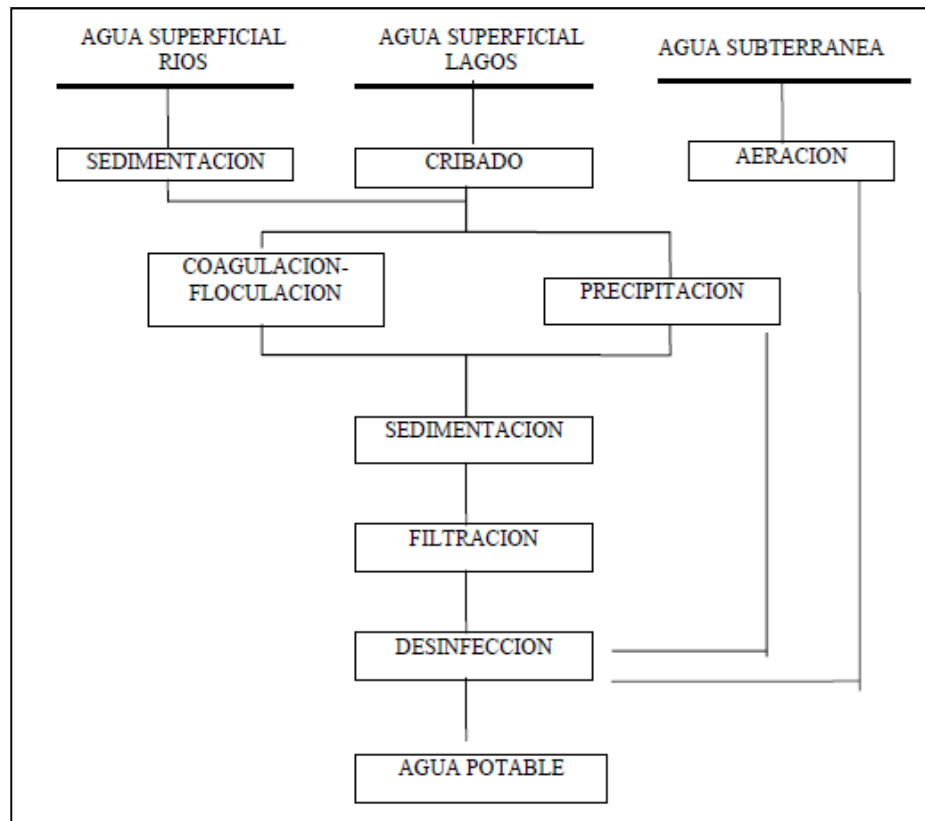 AGUA SUPERFICIAL
RIOS
AGUA SUPERFICIAL
LAGOS
AGUA SUBTERRANEA
SEDIMENTACION
CRIBADO
AERACION
COAGULACION-
FLOCULACION
PRECIPITACION
SEDIMENTACION
FILTRACION
DESINFECCION
AGUA POTABLE